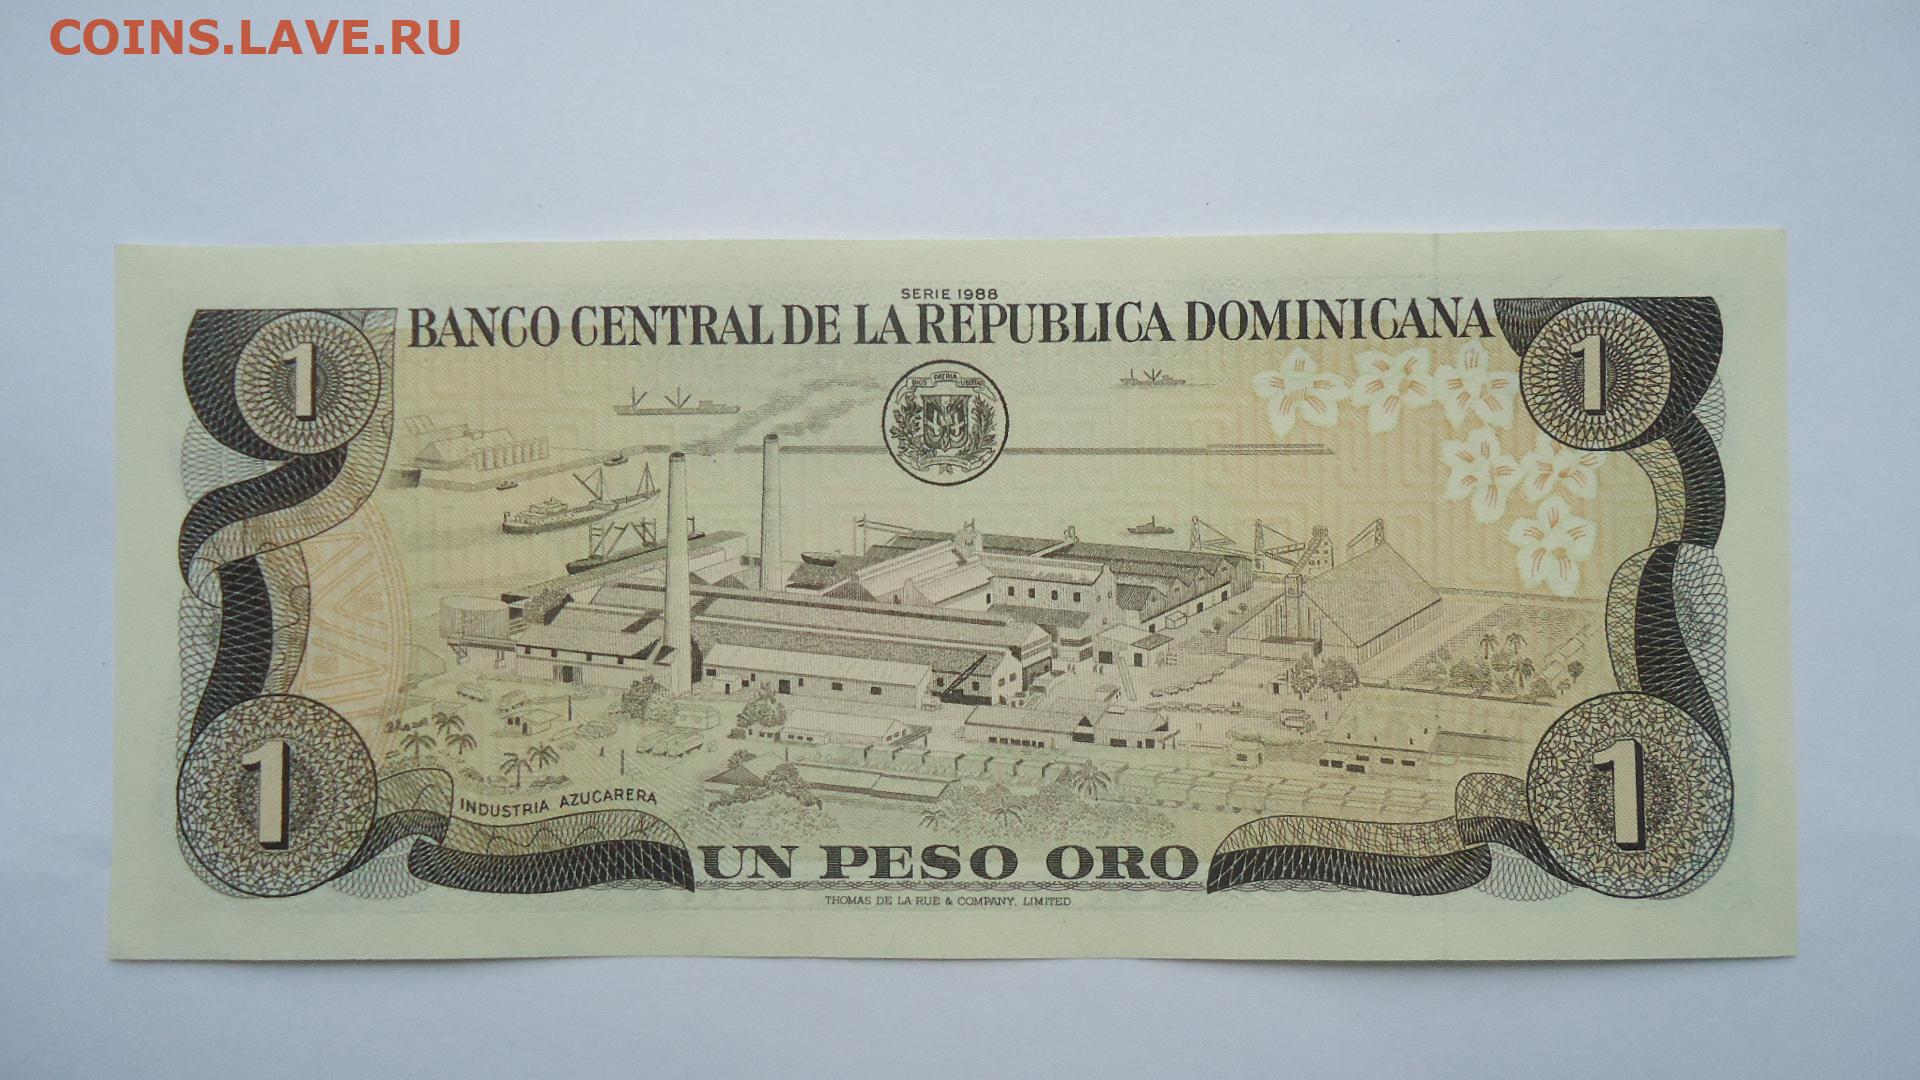 COINS.LAVE.RU
SERIE 1988
BANCO CENTRAL DE LA REPUBLICA DOMINICANA
1 1
DIOS PATRIA LIBERTAD
INDUSTRIA AZUCARERA
1 1
UN PESO ORO
THOMAS DE LA RUE & COMPANY, LIMITED